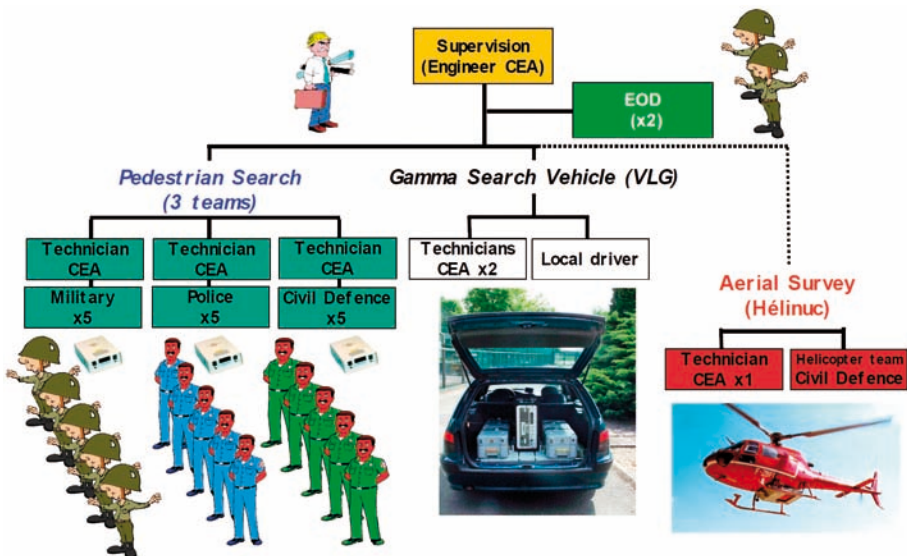 Supervision
(Engineer CEA)
EOD
(x2)
Pedestrian Search
(3 teams)
Gamma Search Vehicle (VLG)
Technician
CEA
Technician
CEA
Technician
CEA
Military
x5
Police
x5
Civil Defence
x5
Technicians
CEA x2
Local driver
Aerial Survey
(Hélinuc)
Technician
CEA x1
Helicopter team
Civil Defence